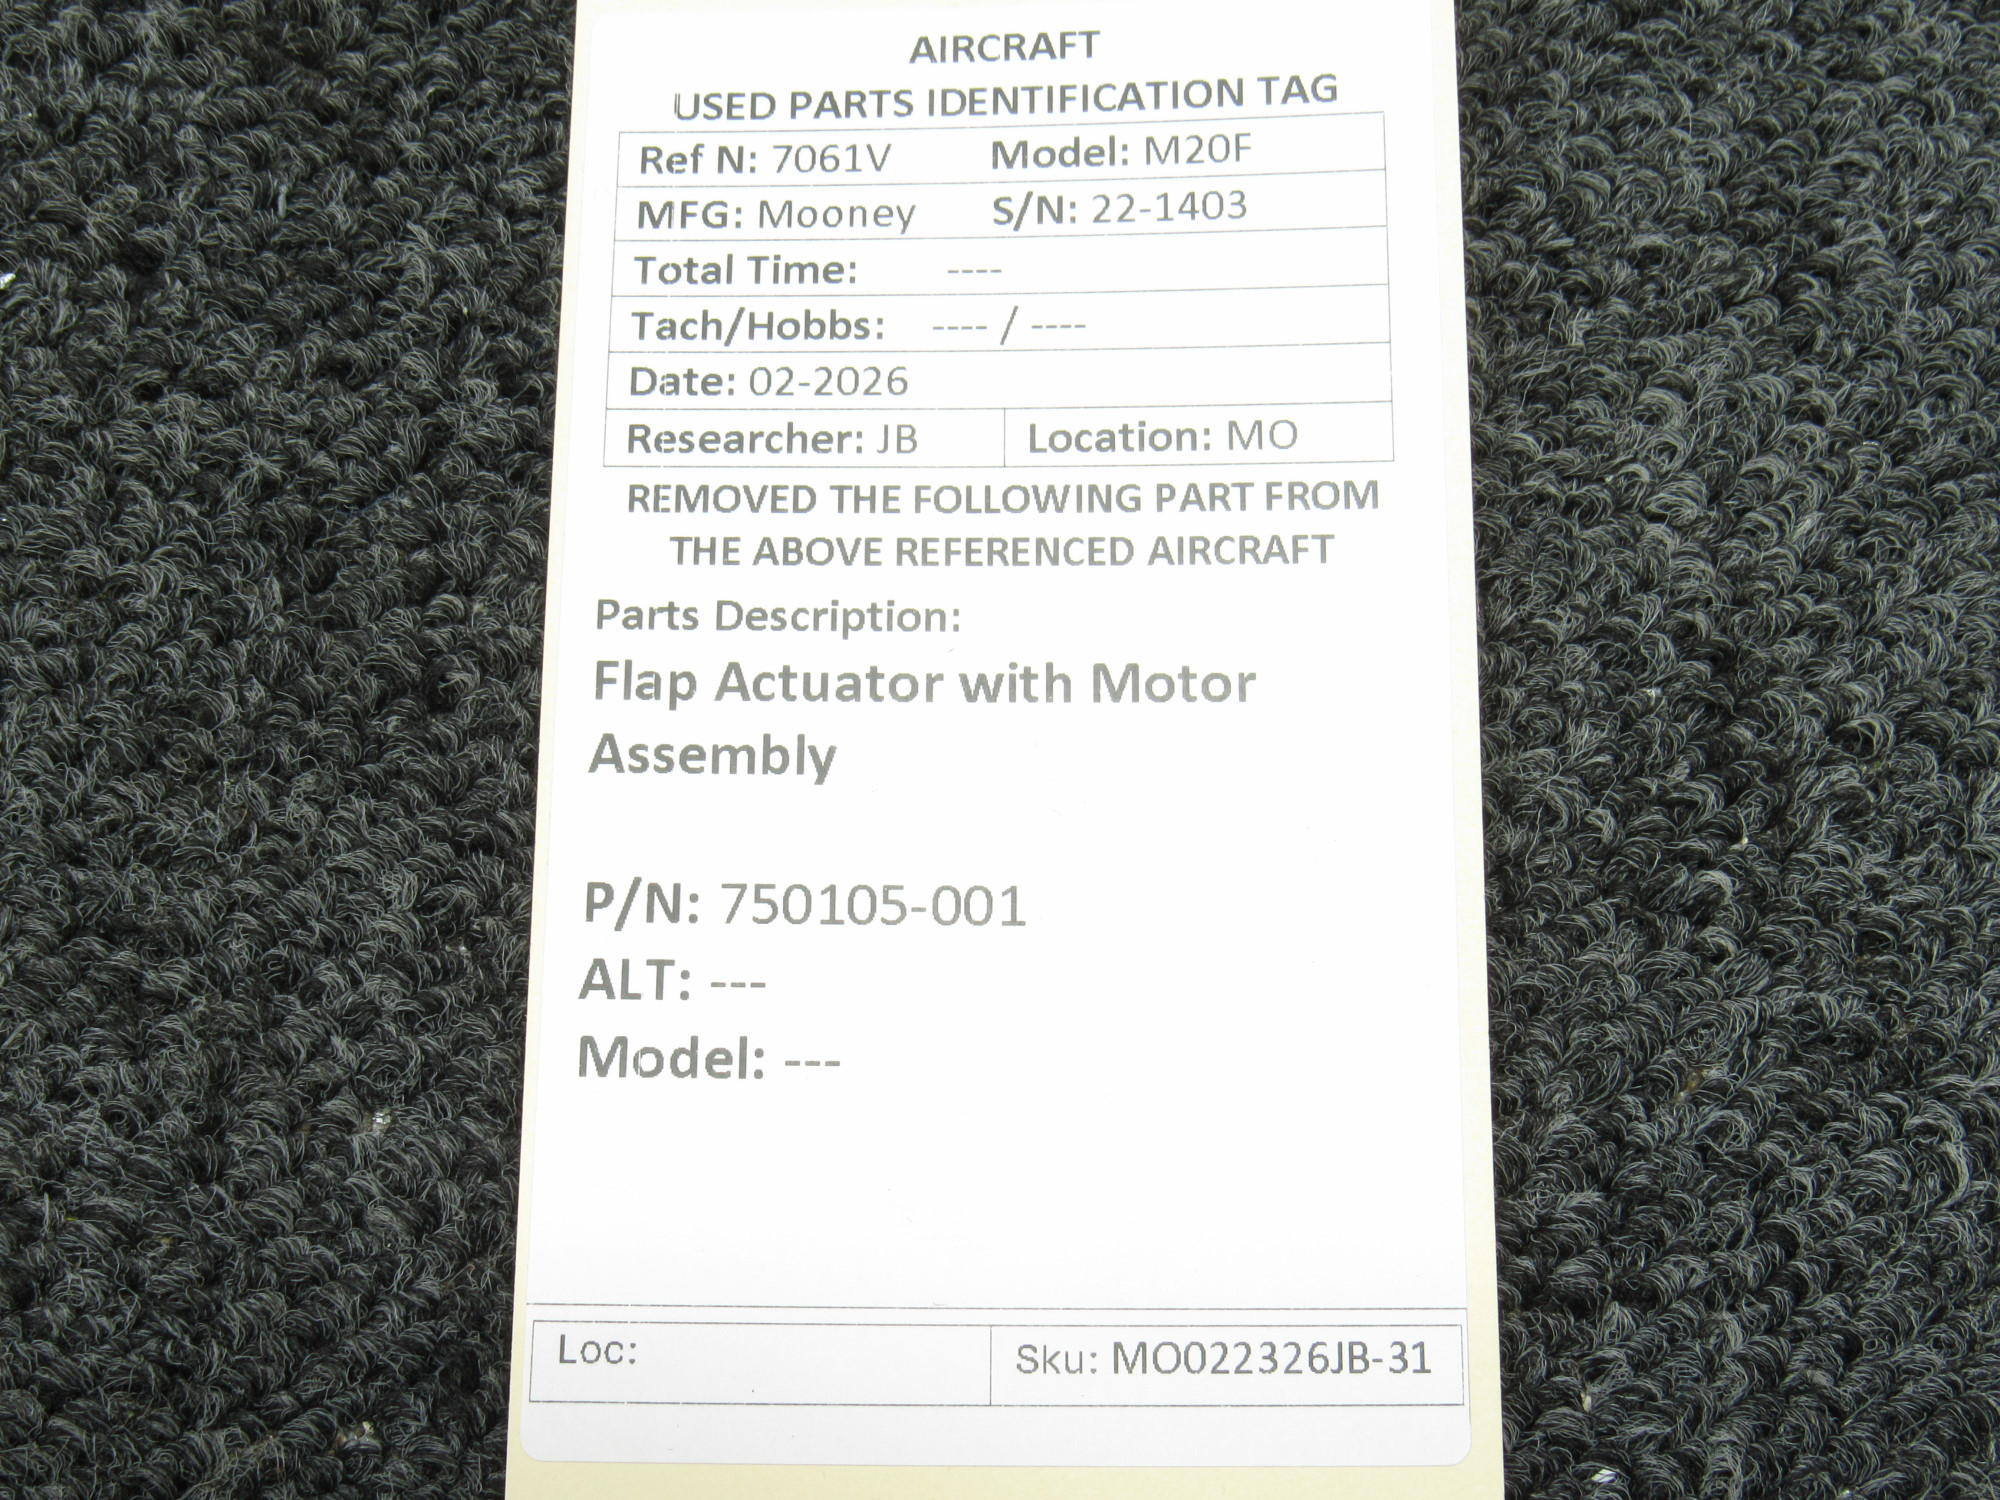 AIRCRAFT
USED PARTS IDENTIFICATION TAG
Ref N: 7061V Model: M20F
MFG: Mooney S/N: 22-1403
Total Time: ----
Tach/Hobbs: ---- / ----
Date: 02-2026
Researcher: JB Location: MO
REMOVED THE FOLLOWING PART FROM
THE ABOVE REFERENCED AIRCRAFT
Parts Description:
Flap Actuator with Motor
Assembly
P/N: 750105-001
ALT: ---
Model: ---
Loc: Sku: MO022326JB-31